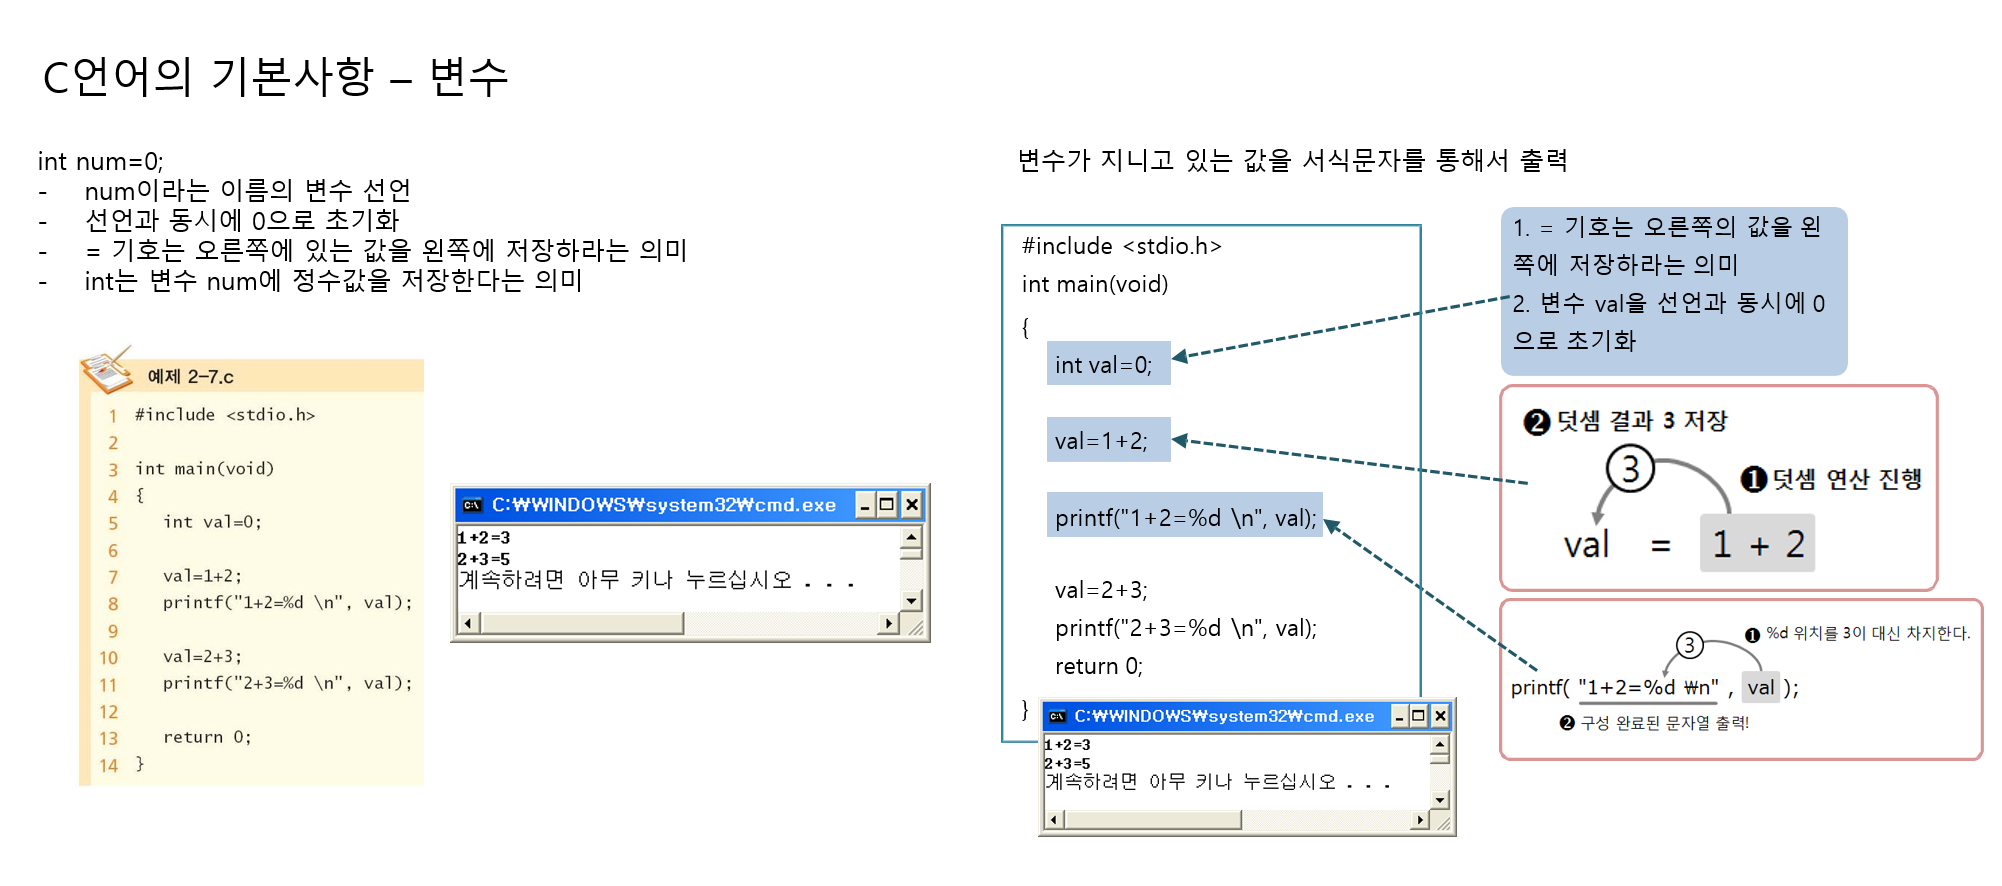 C언어의 기본사항 – 변수
int num=0;
- num이라는 이름의 변수 선언
- 선언과 동시에 0으로 초기화
- = 기호는 오른쪽에 있는 값을 왼쪽에 저장하라는 의미
- int는 변수 num에 정수값을 저장한다는 의미
예제 2-7.c
1 #include <stdio.h>
2
3 int main(void)
4 {
5 int val=0;
6
7 val=1+2;
8 printf("1+2=%d \n", val);
9
10 val=2+3;
11 printf("2+3=%d \n", val);
12
13 return 0;
14 }
C:\ C:₩WINDOWS₩system32₩cmd.exe
1+2=3
2+3=5
계속하려면 아무 키나 누르십시오 . . .
변수가 지니고 있는 값을 서식문자를 통해서 출력
#include <stdio.h>
int main(void)
{
int val=0;
val=1+2;
printf("1+2=%d \n", val);
val=2+3;
printf("2+3=%d \n", val);
return 0;
}
C:\ C:₩WINDOWS₩system32₩cmd.exe
1+2=3
2+3=5
계속하려면 아무 키나 누르십시오 . . .
1. = 기호는 오른쪽의 값을 왼
쪽에 저장하라는 의미
2. 변수 val을 선언과 동시에 0
으로 초기화
❷ 덧셈 결과 3 저장
3
❶ 덧셈 연산 진행
val = 1 + 2
3
❶ %d 위치를 3이 대신 차지한다.
printf( "1+2=%d ₩n" , val );
❷ 구성 완료된 문자열 출력!